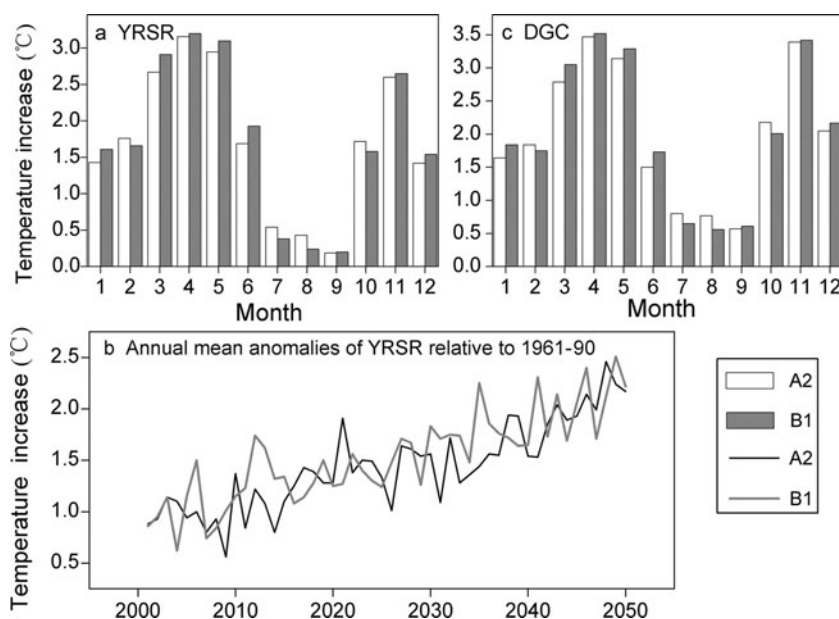 a YRSR
Temperature increase (℃)
3.0
2.5
2.0
1.5
1.0
0.5
0.0
1 2 3 4 5 6 7 8 9 10 11 12
Month
c DGC
3.5
3.0
2.5
2.0
1.5
1.0
0.5
0.0
1 2 3 4 5 6 7 8 9 10 11 12
Month
b Annual mean anomalies of YRSR relative to 1961-90
Temperature increase (℃)
2.5
2.0
1.5
1.0
0.5
2000 2010 2020 2030 2040 2050
A2
B1
A2
B1